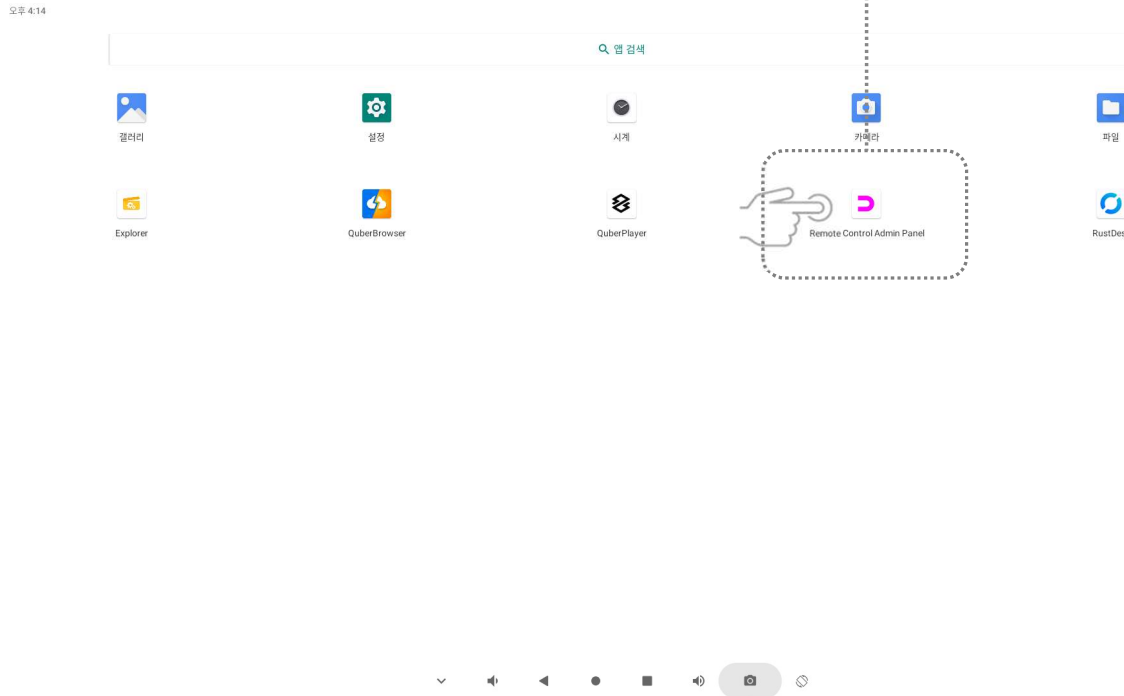 오후 4:14
앱 검색
갤러리
설정
시계
카메라
파일
Explorer
QuberBrowser
QuberPlayer
Remote Control Admin Panel
RustDes